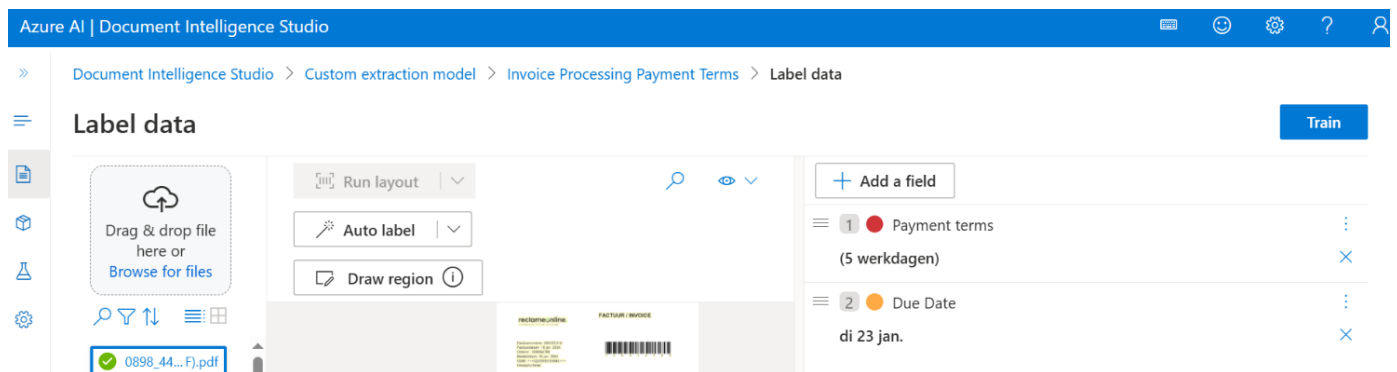 Azure AI | Document Intelligence Studio
Document Intelligence Studio > Custom extraction model > Invoice Processing Payment Terms > Label data
Label data
Train
Drag & drop file
here or
Browse for files
0898_44... F).pdf
Run layout
Auto label
Draw region
reclame online.
FACTUUR / INVOICE
+ Add a field
1 Payment terms
(5 werkdagen)
2 Due Date
di 23 jan.